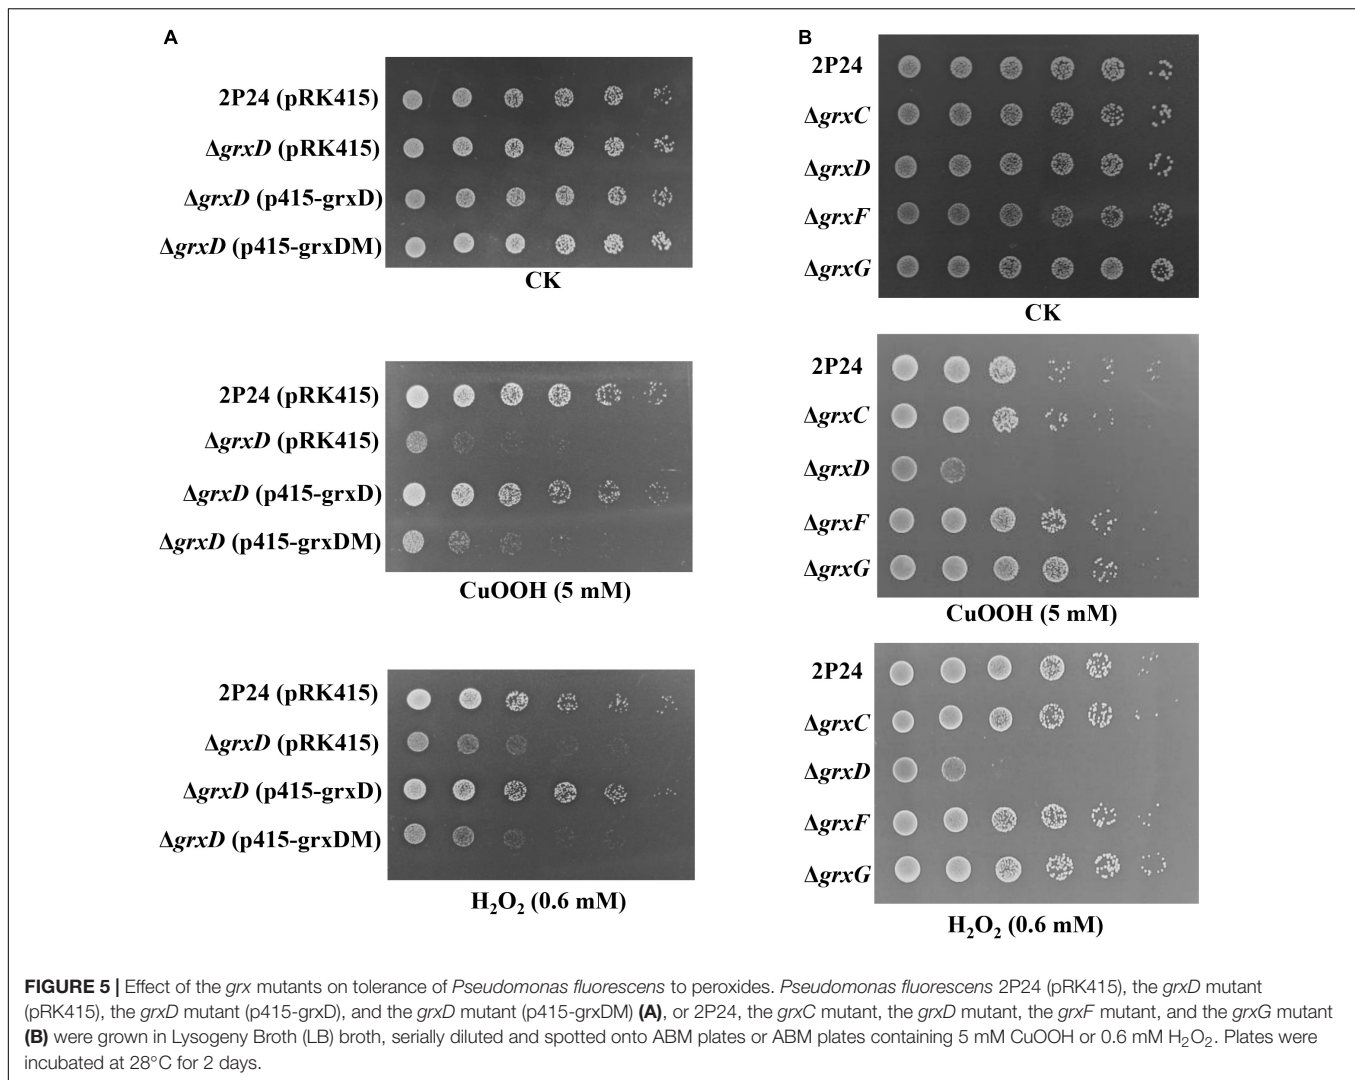 A
2P24 (pRK415)
ΔgrxD (pRK415)
ΔgrxD (p415-grxD)
ΔgrxD (p415-grxDM)
CK
2P24 (pRK415)
ΔgrxD (pRK415)
ΔgrxD (p415-grxD)
ΔgrxD (p415-grxDM)
CuOOH (5 mM)
2P24 (pRK415)
ΔgrxD (pRK415)
ΔgrxD (p415-grxD)
ΔgrxD (p415-grxDM)
H₂O₂ (0.6 mM)
B
2P24
ΔgrxC
ΔgrxD
ΔgrxF
ΔgrxG
CK
2P24
ΔgrxC
ΔgrxD
ΔgrxF
ΔgrxG
CuOOH (5 mM)
2P24
ΔgrxC
ΔgrxD
ΔgrxF
ΔgrxG
H₂O₂ (0.6 mM)
FIGURE 5 | Effect of the grx mutants on tolerance of Pseudomonas fluorescens to peroxides. Pseudomonas fluorescens 2P24 (pRK415), the grxD mutant
(pRK415), the grxD mutant (p415-grxD), and the grxD mutant (p415-grxDM) (A), or 2P24, the grxC mutant, the grxD mutant, the grxF mutant, and the grxG mutant
(B) were grown in Lysogeny Broth (LB) broth, serially diluted and spotted onto ABM plates or ABM plates containing 5 mM CuOOH or 0.6 mM H₂O₂. Plates were
incubated at 28°C for 2 days.